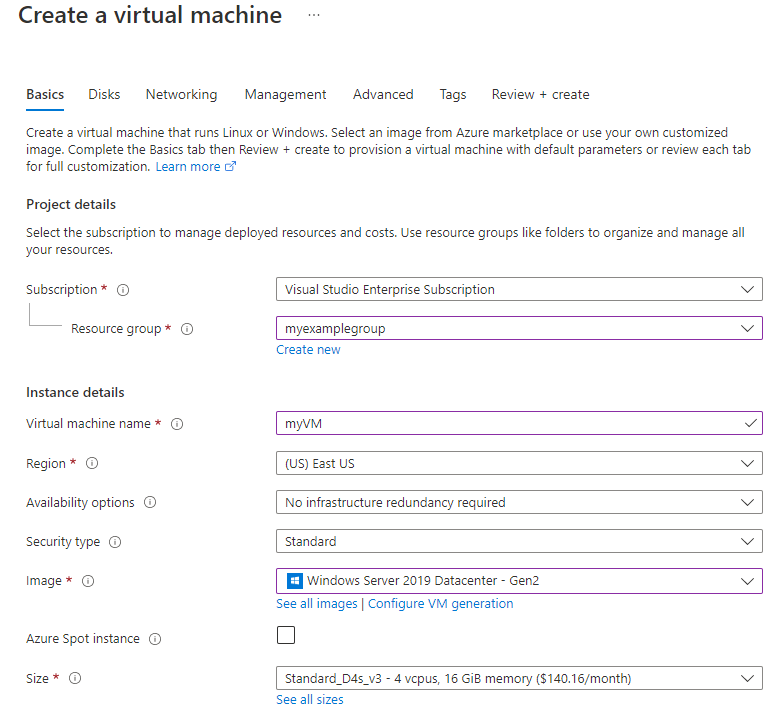 Create a virtual machine ...
Basics Disks Networking Management Advanced Tags Review + create
Create a virtual machine that runs Linux or Windows. Select an image from Azure marketplace or use your own customized
image. Complete the Basics tab then Review + create to provision a virtual machine with default parameters or review each tab
for full customization. Learn more
Project details
Select the subscription to manage deployed resources and costs. Use resource groups like folders to organize and manage all
your resources.
Subscription * Visual Studio Enterprise Subscription
Resource group * myexamplegroup
Create new
Instance details
Virtual machine name * myVM
Region * (US) East US
Availability options No infrastructure redundancy required
Security type Standard
Image * Windows Server 2019 Datacenter - Gen2
See all images | Configure VM generation
Azure Spot instance
Size * Standard_D4s_v3 - 4 vcpus, 16 GiB memory ($140.16/month)
See all sizes